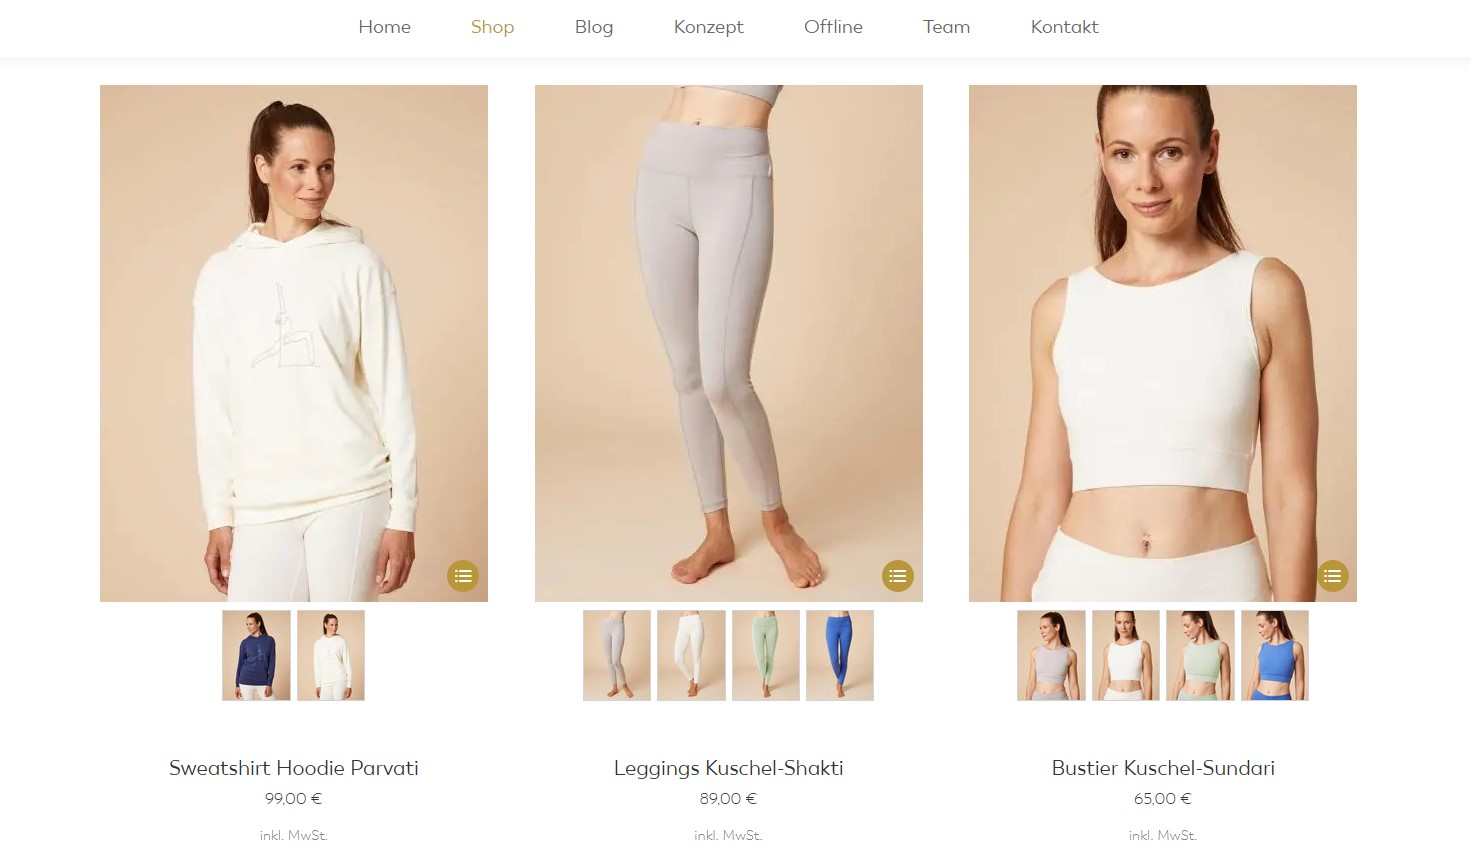 Home Shop Blog Konzept Offline Team Kontakt
Sweatshirt Hoodie Parvati
99,00 €
inkl. MwSt.
Leggings Kuschel-Shakti
89,00 €
inkl. MwSt.
Bustier Kuschel-Sundari
65,00 €
inkl. MwSt.